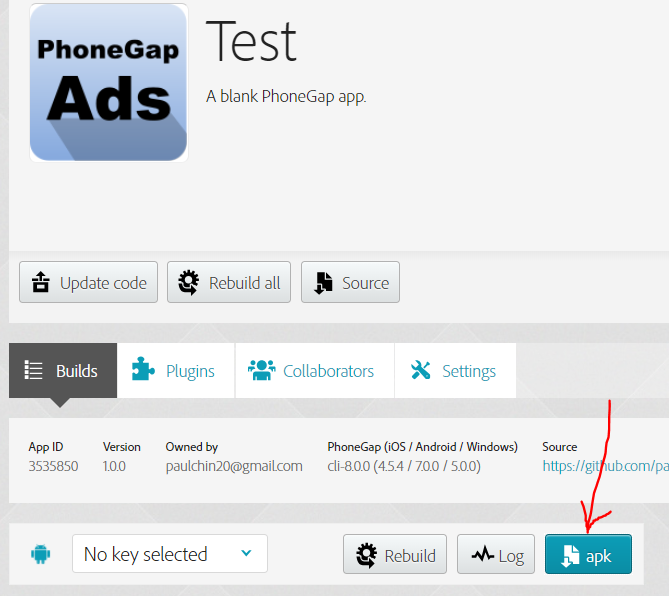 PhoneGap
Ads
Test
A blank PhoneGap app.
Update code
Rebuild all
Source
Builds
Plugins
Collaborators
Settings
App ID
Version
Owned by
PhoneGap (iOS / Android / Windows)
Source
3535850
1.0.0
paulchin20@gmail.com
cli-8.0.0 (4.5.4 / 7.0.0 / 5.0.0)
https://github.com/pa
No key selected
Rebuild
Log
apk